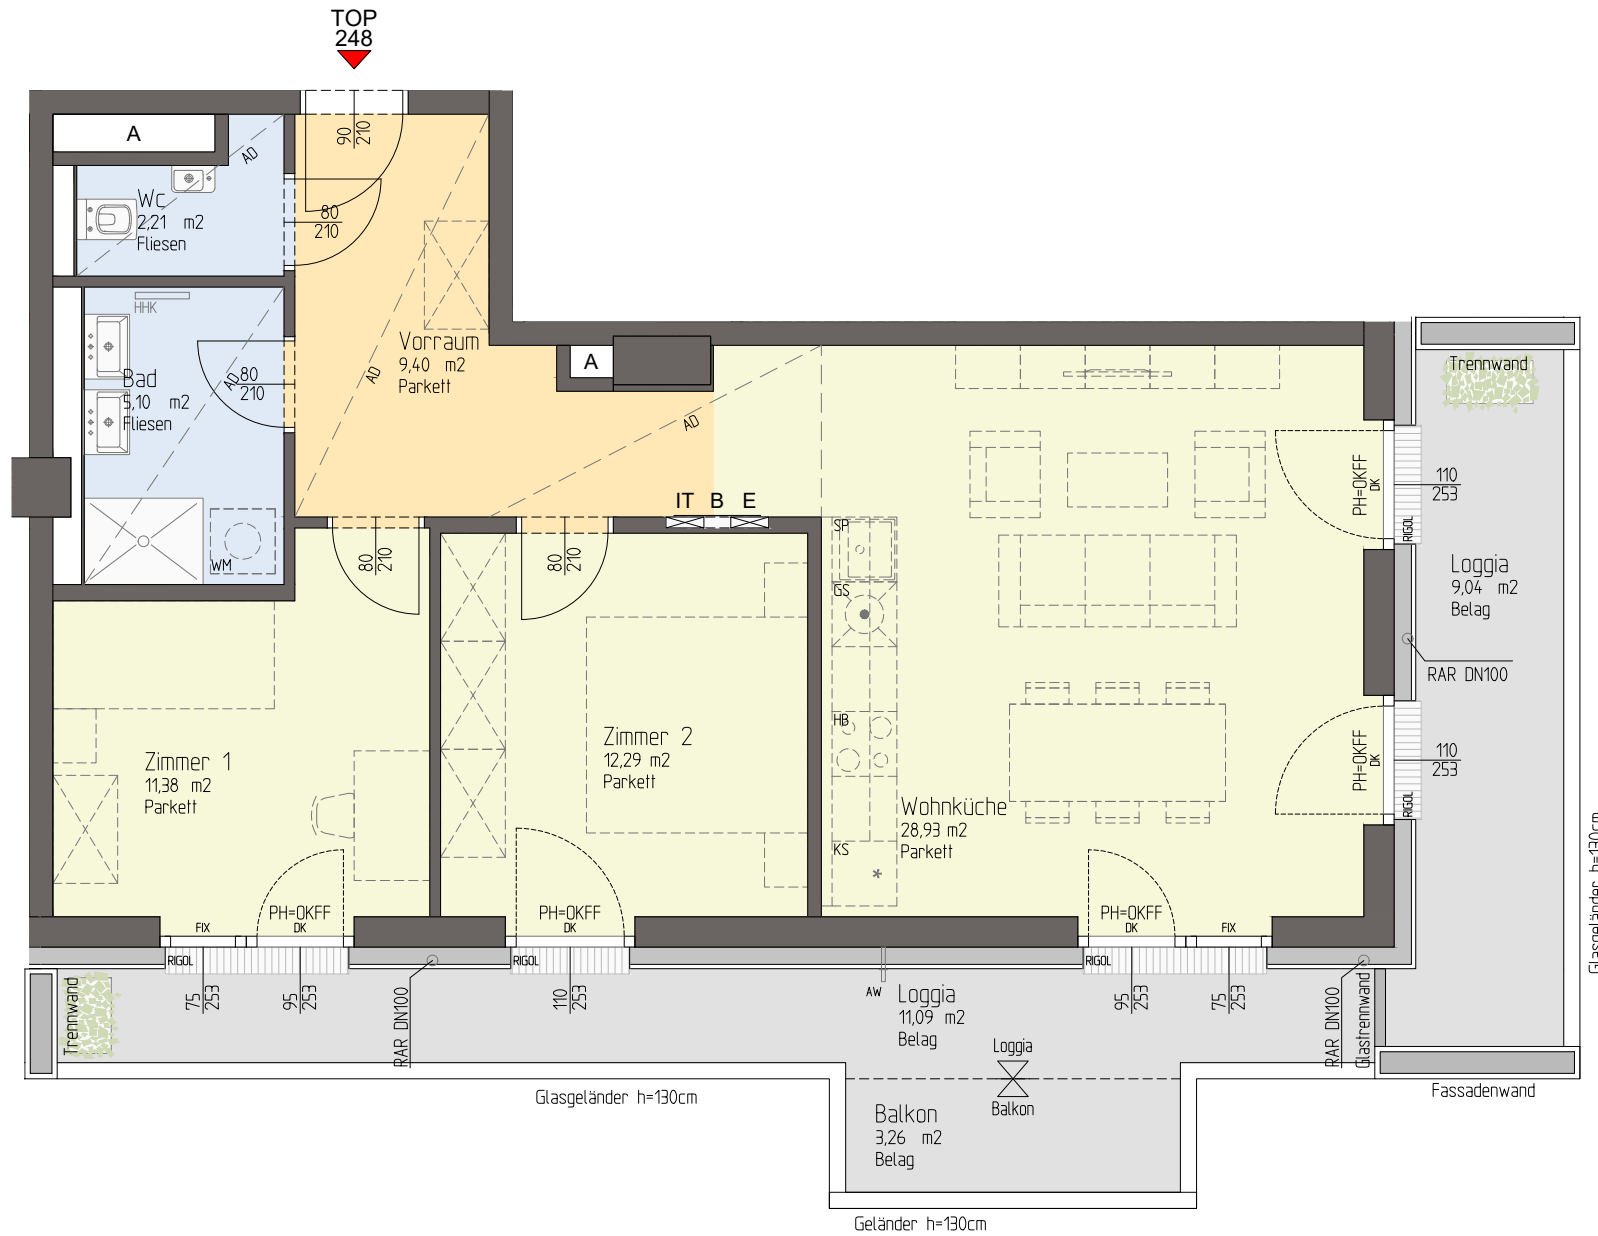 TOP
248
90
210
A
AD
Wc
2,21 m2
Fliesen
80
210
HHK
Bad
5,10 m2
Fliesen
AD
80
210
WM
Vorraum
9,40 m2
Parkett
AD
A
AD
IT B E
80
210
80
210
Zimmer 1
11,38 m2
Parkett
Zimmer 2
12,29 m2
Parkett
SP
GS
HB
KS
*
Wohnküche
28,93 m2
Parkett
PH=OKFF
DK
RIGOL
110
253
PH=OKFF
DK
RIGOL
110
253
Trennwand
Loggia
9,04 m2
Belag
RAR DN100
Glasgeländer h=130cm
FIX
PH=OKFF
DK
PH=OKFF
DK
PH=OKFF
DK
FIX
RIGOL
RIGOL
RIGOL
Trennwand
75
253
95
253
RAR DN100
110
253
AW
Loggia
11,09 m2
Belag
95
253
75
253
RAR DN100
Glastrennwand
Loggia
Balkon
Glasgeländer h=130cm
Fassadenwand
Balkon
3,26 m2
Belag
Geländer h=130cm